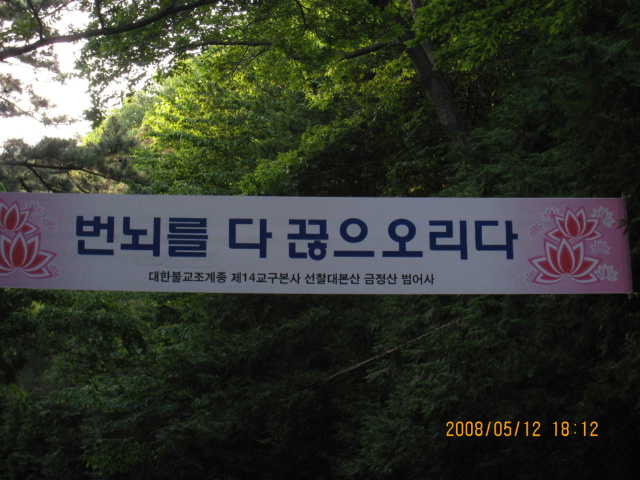 번뇌를 다 끊으오리다
대한불교조계종 제14교구본사 선찰대본산 금정산 범어사
2008/05/12 18:12